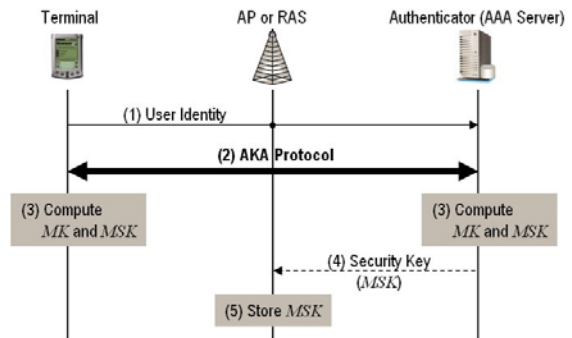 Terminal
AP or RAS
Authenticator (AAA Server)
(1) User Identity
(2) AKA Protocol
(3) Compute
MK and MSK
(3) Compute
MK and MSK
(4) Security Key
(MSK)
(5) Store MSK